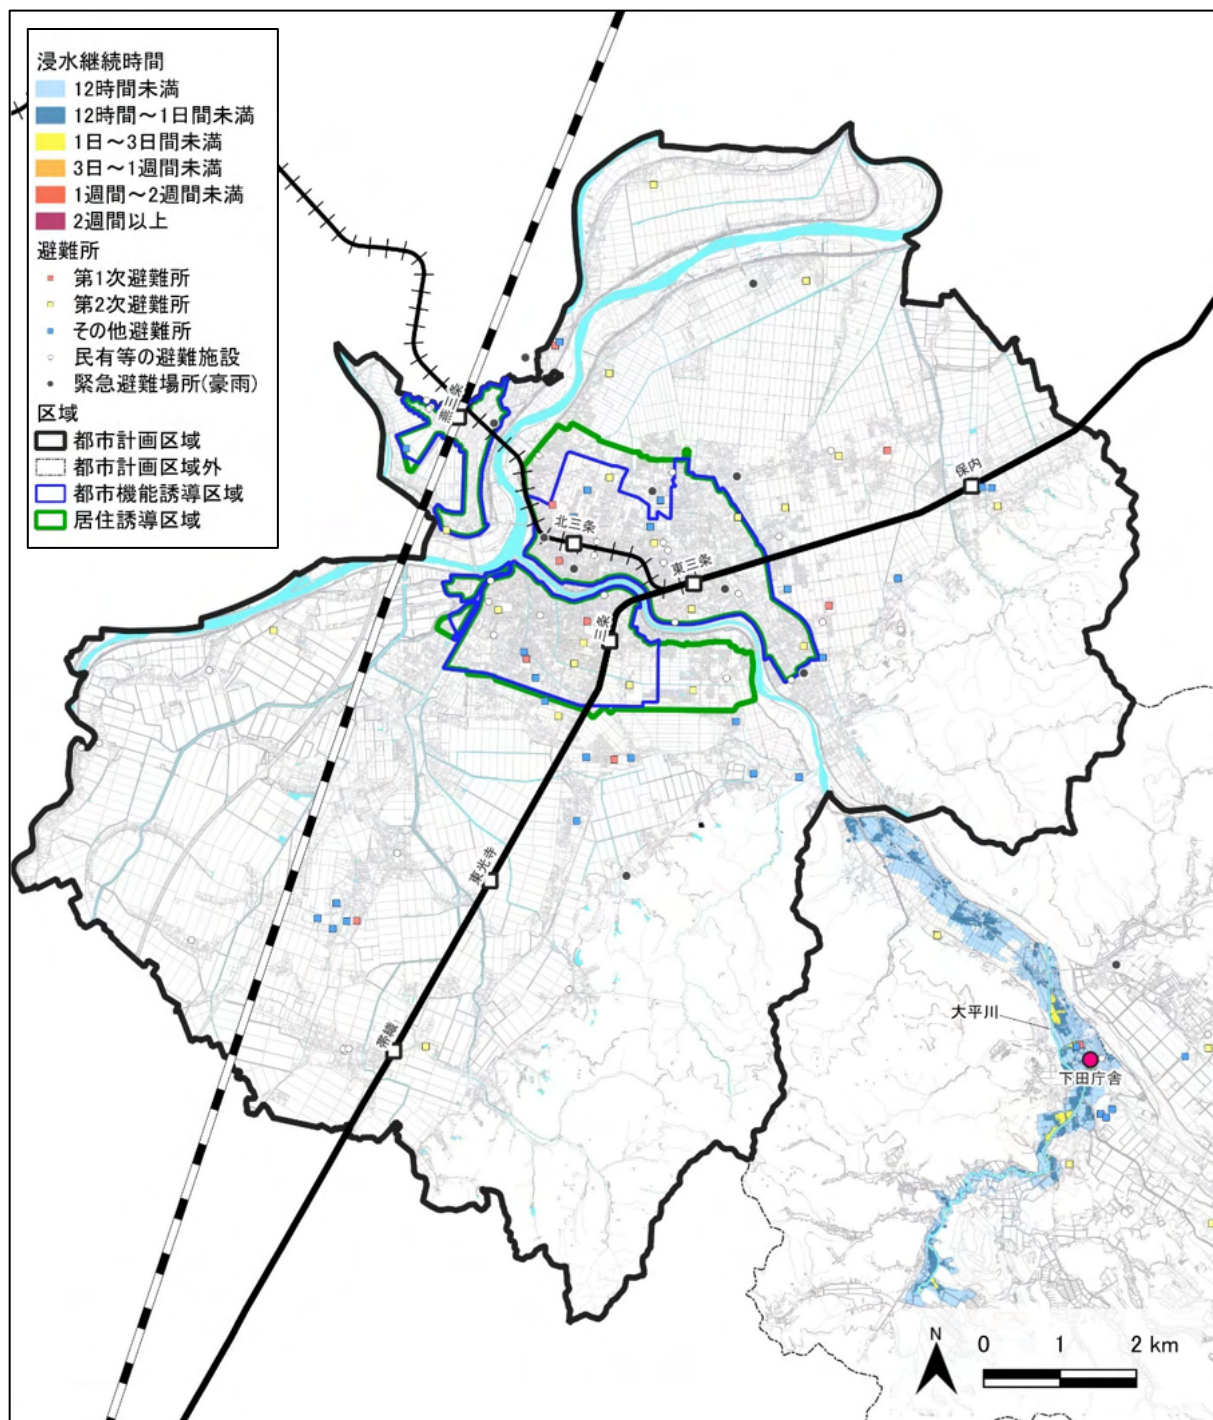 浸水継続時間
12時間未満
12時間～1日間未満
1日～3日間未満
3日～1週間未満
1週間～2週間未満
2週間以上
避難所
第1次避難所
第2次避難所
その他避難所
民有等の避難施設
緊急避難場所(豪雨)
区域
都市計画区域
都市計画区域外
都市機能誘導区域
居住誘導区域
燕三条
保内
北三条
東三条
三条
東光寺
帯織
大平川
下田庁舎
N
0 1 2 km